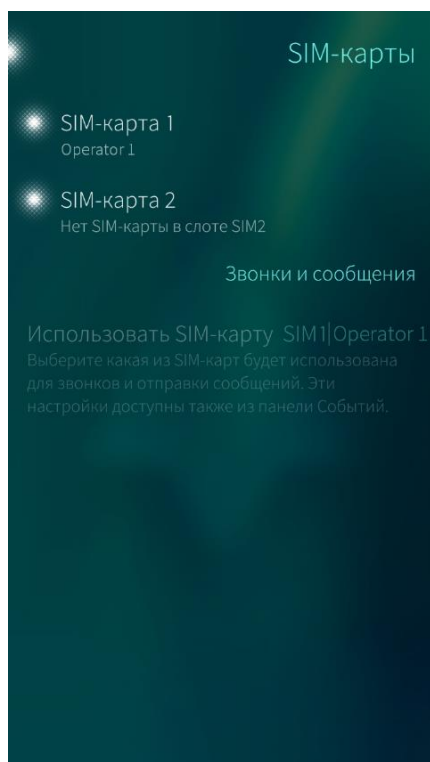 SIM-карты
SIM-карта 1
Operator 1
SIM-карта 2
Нет SIM-карты в слоте SIM2
Звонки и сообщения
Использовать SIM-карту SIM1|Operator 1
Выберите какая из SIM-карт будет использована
для звонков и отправки сообщений. Эти
настройки доступны также из панели Событий.